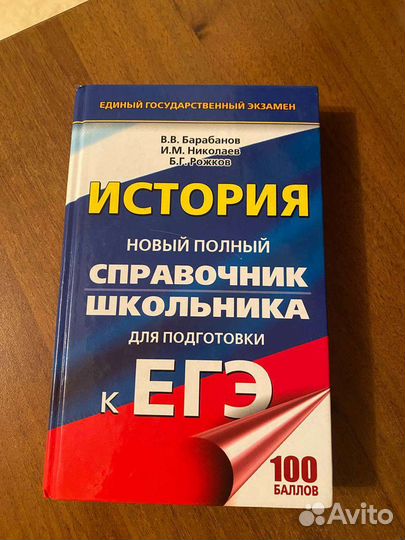 ЕДИНЫЙ ГОСУДАРСТВЕННЫЙ ЭКЗАМЕН
В.В. Барабанов
И.М. Николаев
Б.Г. Рожков
ИСТОРИЯ
НОВЫЙ ПОЛНЫЙ
СПРАВОЧНИК
ШКОЛЬНИКА
ДЛЯ ПОДГОТОВКИ
К ЕГЭ
100
БАЛЛОВ
Avito